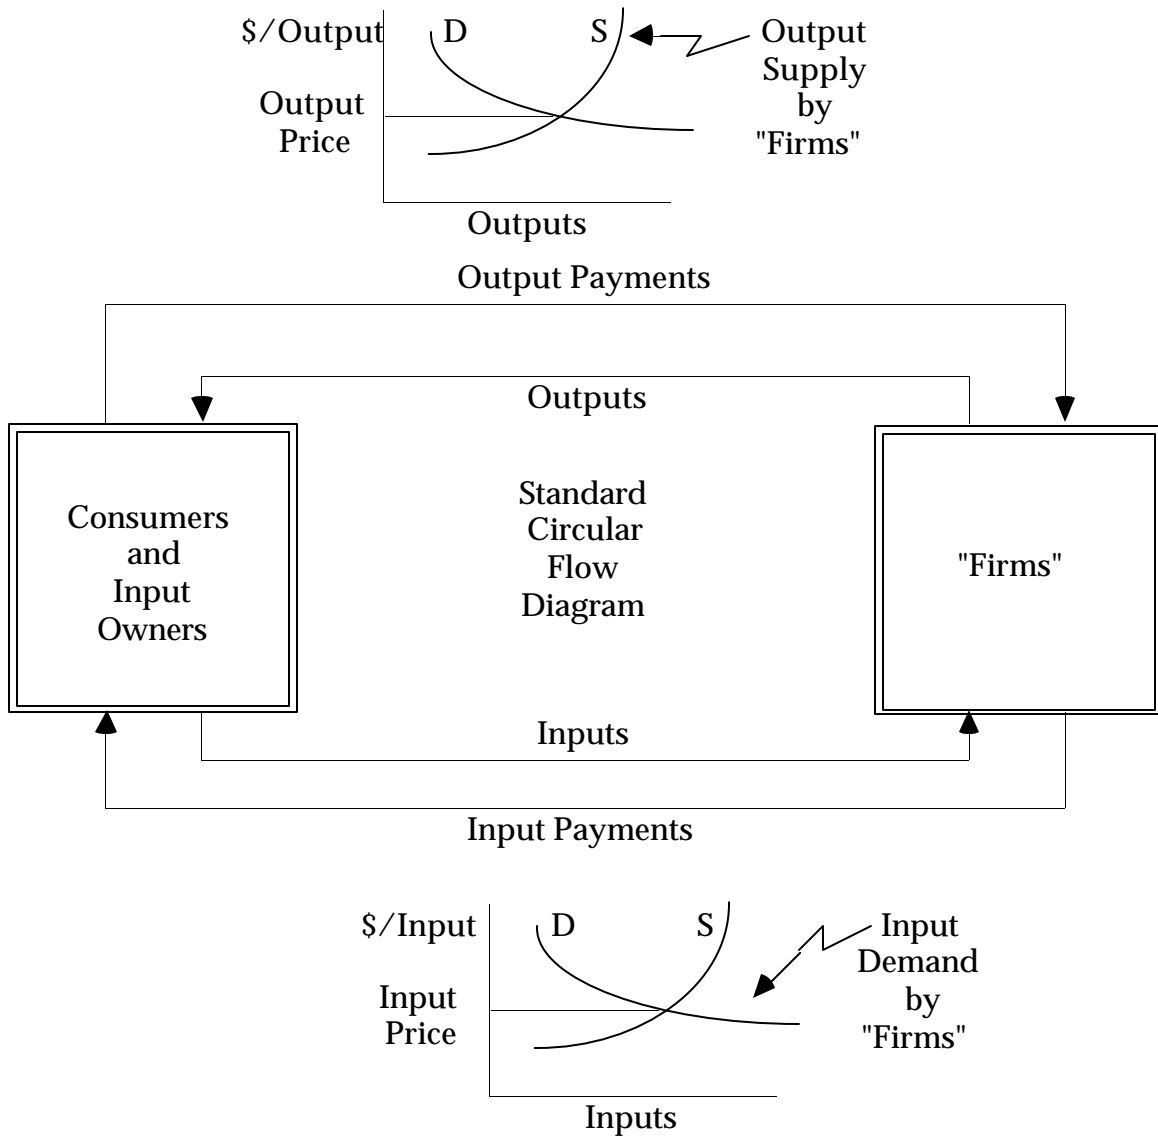 $/Output
D
S
Output
Supply
by
"Firms"
Output
Price
Outputs
Output Payments
Outputs
Consumers
and
Input
Owners
Standard
Circular
Flow
Diagram
"Firms"
Inputs
Input Payments
$/Input
D
S
Input
Demand
by
"Firms"
Input
Price
Inputs